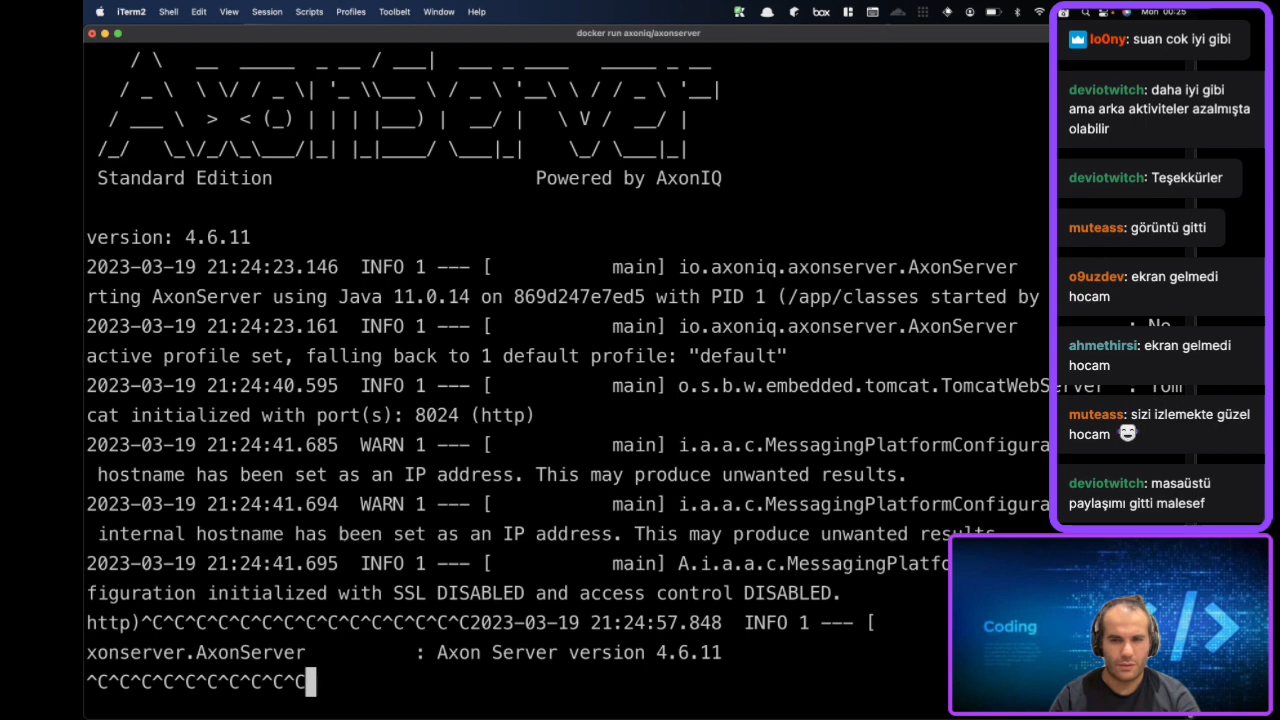 iTerm2 Shell Edit View Session Scripts Profiles Toolbelt Window Help
box
Mon 00:25
docker run axoniq/axonserver
AxonServer
Standard Edition Powered by AxonIQ
version: 4.6.11
2023-03-19 21:24:23.146 INFO 1 --- [ main] io.axoniq.axonserver.AxonServer
rting AxonServer using Java 11.0.14 on 869d247e7ed5 with PID 1 (/app/classes started by
2023-03-19 21:24:23.161 INFO 1 --- [ main] io.axoniq.axonserver.AxonServer : No
active profile set, falling back to 1 default profile: "default"
2023-03-19 21:24:40.595 INFO 1 --- [ main] o.s.b.w.embedded.tomcat.TomcatWebServer : Tom
cat initialized with port(s): 8024 (http)
2023-03-19 21:24:41.685 WARN 1 --- [ main] i.a.a.c.MessagingPlatformConfigura
hostname has been set as an IP address. This may produce unwanted results.
2023-03-19 21:24:41.694 WARN 1 --- [ main] i.a.a.c.MessagingPlatformConfigura
internal hostname has been set as an IP address. This may produce unwanted results.
2023-03-19 21:24:41.695 INFO 1 --- [ main] A.i.a.a.c.MessagingPlatfo
figuration initialized with SSL DISABLED and access control DISABLED.
http)^C^C^C^C^C^C^C^C^C^C^C^C^C^C^C2023-03-19 21:24:57.848 INFO 1 --- [
xonserver.AxonServer : Axon Server version 4.6.11
^C^C^C^C^C^C^C^C^C^C
lo0ny: suan cok iyi gibi
deviotwitch: daha iyi gibi
ama arka aktiviteler azalmışta
olabilir
deviotwitch: Teşekkürler
muteass: görüntü gitti
o9uzdev: ekran gelmedi
hocam
ahmethirsi: ekran gelmedi
hocam
muteass: sizi izlemekte güzel
hocam
deviotwitch: masaüstü
paylaşımı gitti malesef
Coding